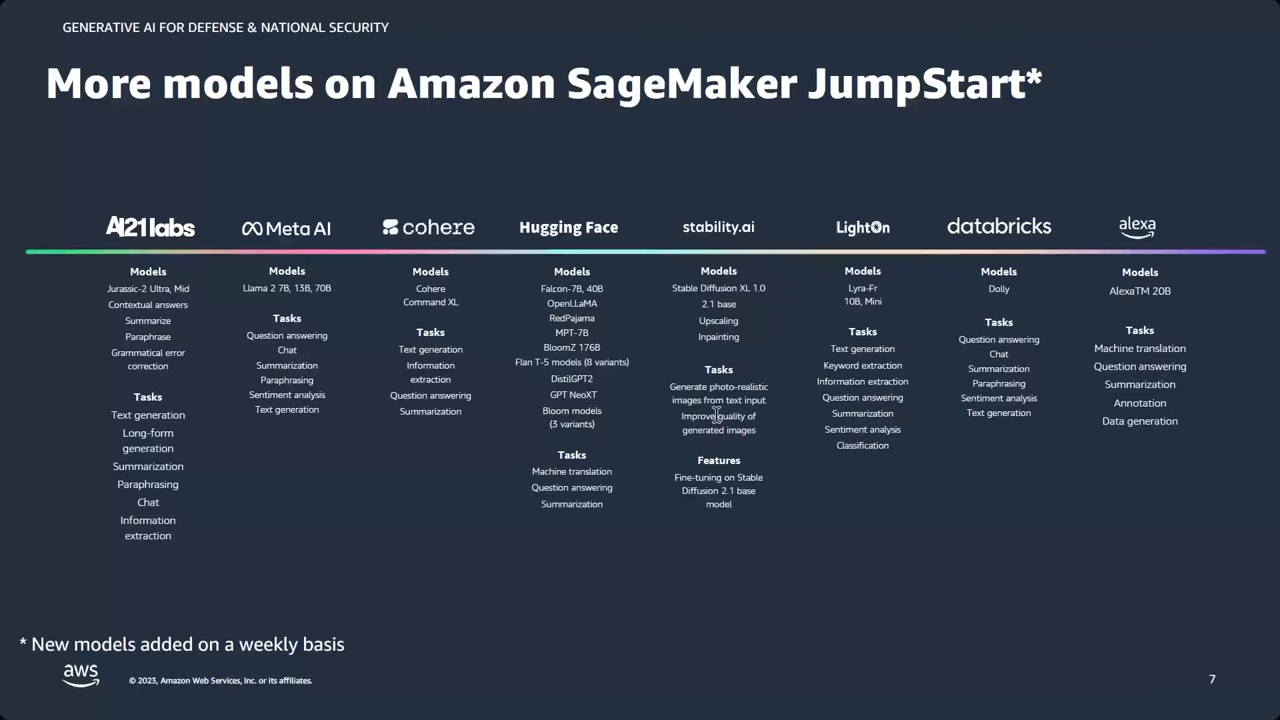 GENERATIVE AI FOR DEFENSE & NATIONAL SECURITY
More models on Amazon SageMaker JumpStart*
AI21labs
Models
Jurassic-2 Ultra, Mid
Contextual answers
Summarize
Paraphrase
Grammatical error
correction
Tasks
Text generation
Long-form
generation
Summarization
Paraphrasing
Chat
Information
extraction
Meta AI
Models
Llama 2 7B, 13B, 70B
Tasks
Question answering
Chat
Summarization
Paraphrasing
Sentiment analysis
Text generation
cohere
Models
Cohere
Command XL
Tasks
Text generation
Information
extraction
Question answering
Summarization
Hugging Face
Models
Falcon-7B, 40B
OpenLLaMA
RedPajama
MPT-7B
BloomZ 176B
Flan T-5 models (8 variants)
DistilGPT2
GPT NeoXT
Bloom models
(3 variants)
Tasks
Machine translation
Question answering
Summarization
stability.ai
Models
Stable Diffusion XL 1.0
2.1 base
Upscaling
Inpainting
Tasks
Generate photo-realistic
images from text input
Improve quality of
generated images
Features
Fine-tuning on Stable
Diffusion 2.1 base
model
LightOn
Models
Lyra-Fr
10B, Mini
Tasks
Text generation
Keyword extraction
Information extraction
Question answering
Summarization
Sentiment analysis
Classification
databricks
Models
Dolly
Tasks
Question answering
Chat
Summarization
Paraphrasing
Sentiment analysis
Text generation
alexa
Models
AlexaTM 20B
Tasks
Machine translation
Question answering
Summarization
Annotation
Data generation
* New models added on a weekly basis
aws
© 2023, Amazon Web Services, Inc. or its affiliates.
7